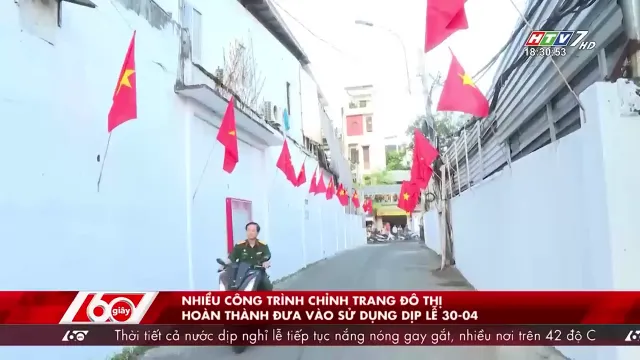 HTV7 HD
18:30:53
60 giây
NHIỀU CÔNG TRÌNH CHỈNH TRANG ĐÔ THỊ
HOÀN THÀNH ĐƯA VÀO SỬ DỤNG DỊP LỄ 30-04
Thời tiết cả nước dịp nghỉ lễ tiếp tục nắng nóng gay gắt, nhiều nơi trên 42 độ C